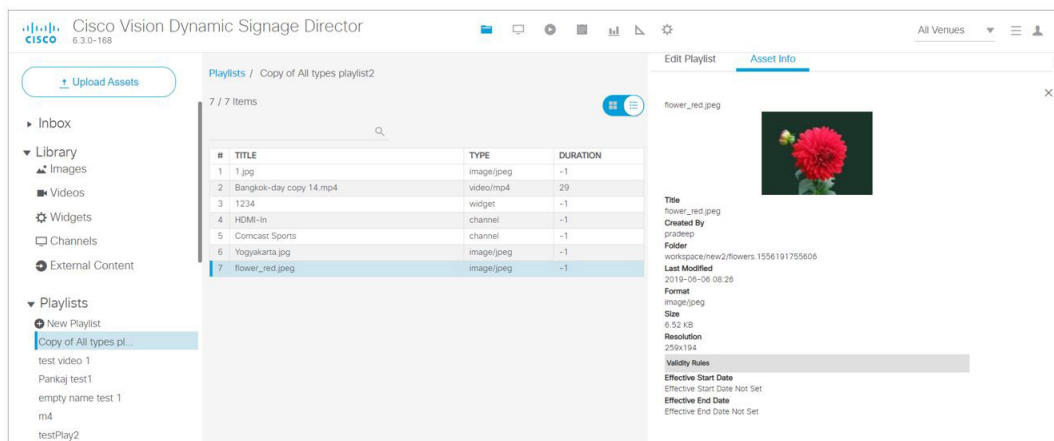 CISCO
Cisco Vision Dynamic Signage Director
6.3.0-168
All Venues
Upload Assets
Inbox
Library
Images
Videos
Widgets
Channels
External Content
Playlists
New Playlist
Copy of All types pl...
test video 1
Pankaj test1
empty name test 1
m4
testPlay2
Playlists / Copy of All types playlist2
7 / 7 Items
# TITLE TYPE DURATION
1 1.jpg image/jpeg -1
2 Bangkok-day copy 14.mp4 video/mp4 29
3 1234 widget -1
4 HDMI-In channel -1
5 Comcast Sports channel -1
6 Yogyakarta.jpg image/jpeg -1
7 flower_red.jpeg image/jpeg -1
Edit Playlist Asset Info
flower_red.jpeg
Title
flower_red.jpeg
Created By
pradeep
Folder
workspace/new2/flowers.1556191755606
Last Modified
2019-06-06 08:26
Format
image/jpeg
Size
6.52 KB
Resolution
259x194
Validity Rules
Effective Start Date
Effective Start Date Not Set
Effective End Date
Effective End Date Not Set